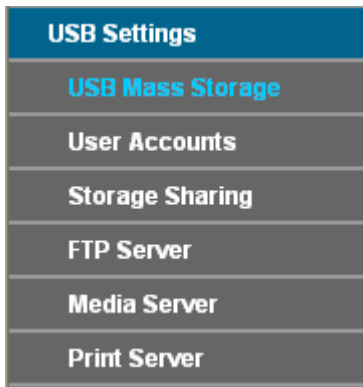 USB Settings
USB Mass Storage
User Accounts
Storage Sharing
FTP Server
Media Server
Print Server